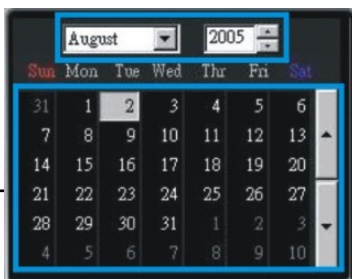 August 2005
Sun Mon Tue Wed Thr Fri Sat
31 1 2 3 4 5 6
7 8 9 10 11 12 13
14 15 16 17 18 19 20
21 22 23 24 25 26 27
28 29 30 31 1 2 3
4 5 6 7 8 9 10